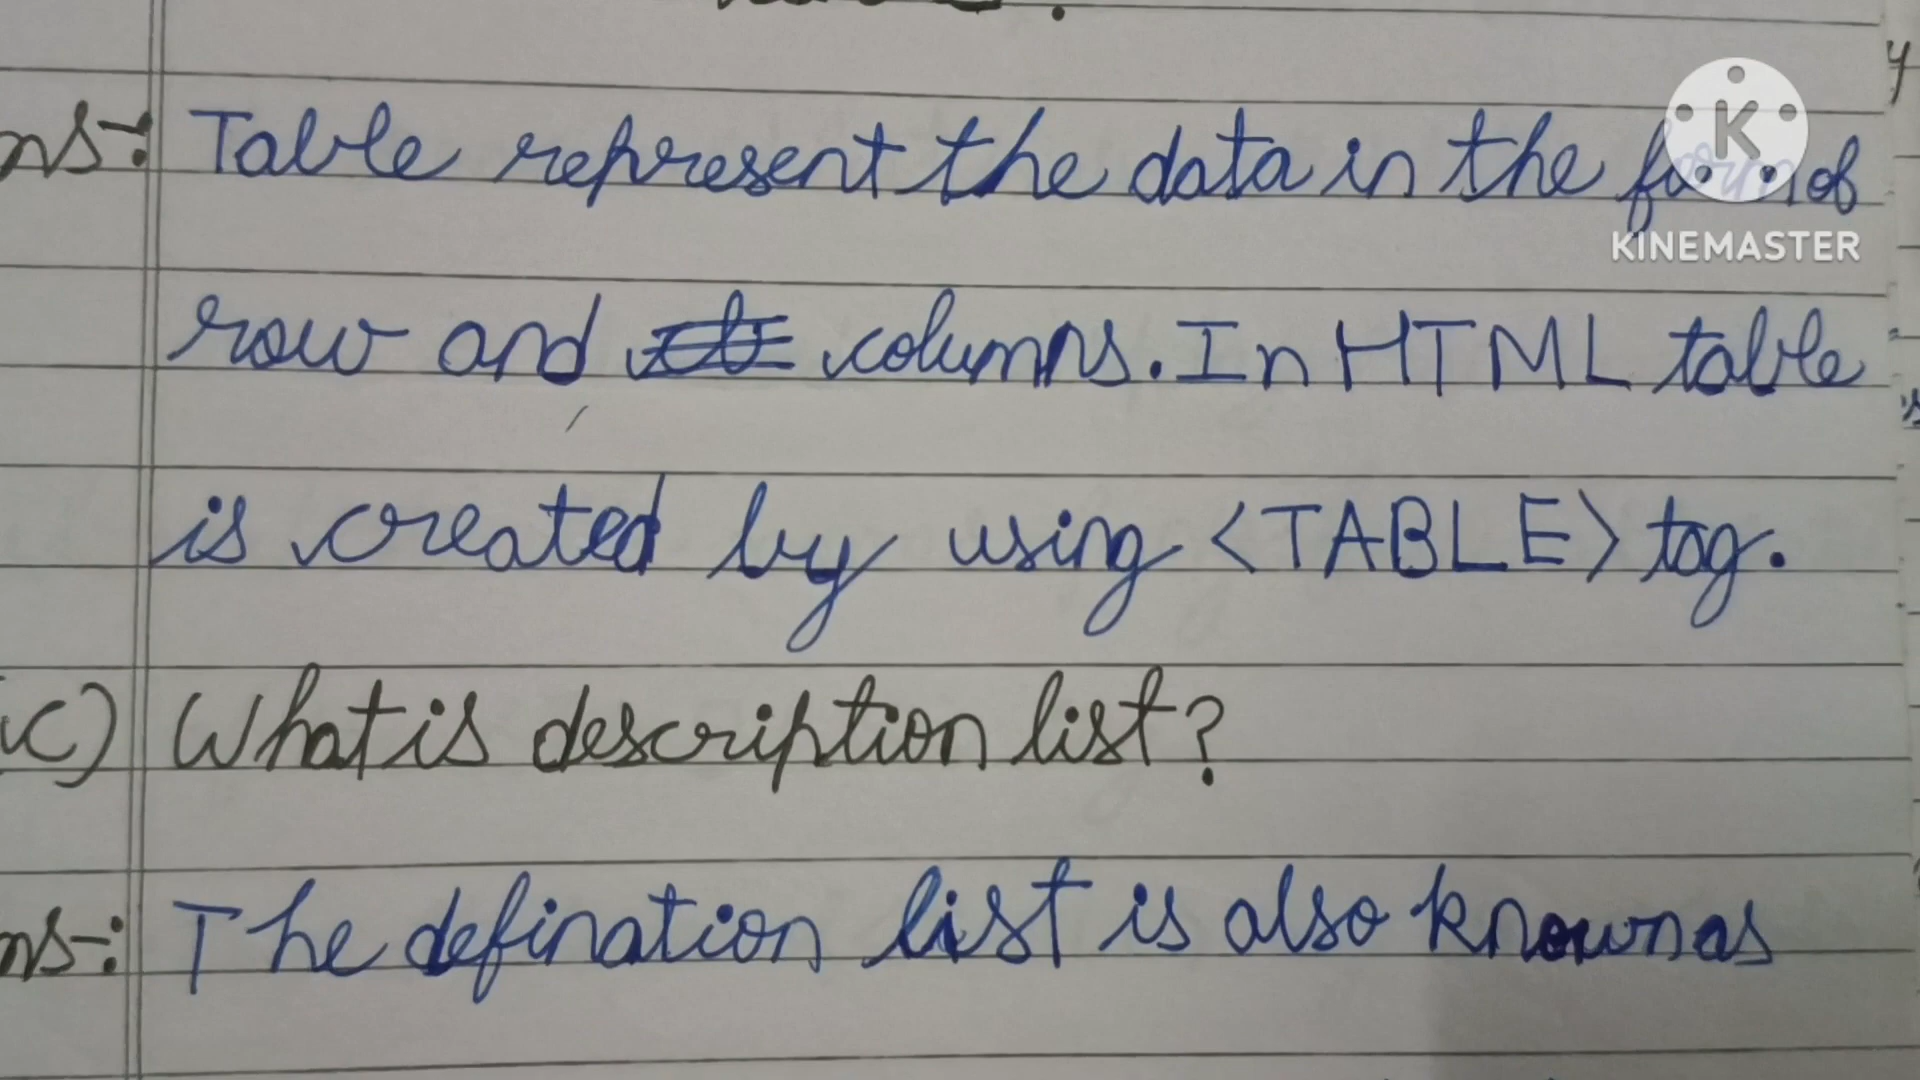 ns-: Table represent the data in the form of
row and columns. In HTML table
is created by using <TABLE> tag.
C) What is description list?
ns-: The defination list is also known as
KINEMASTER